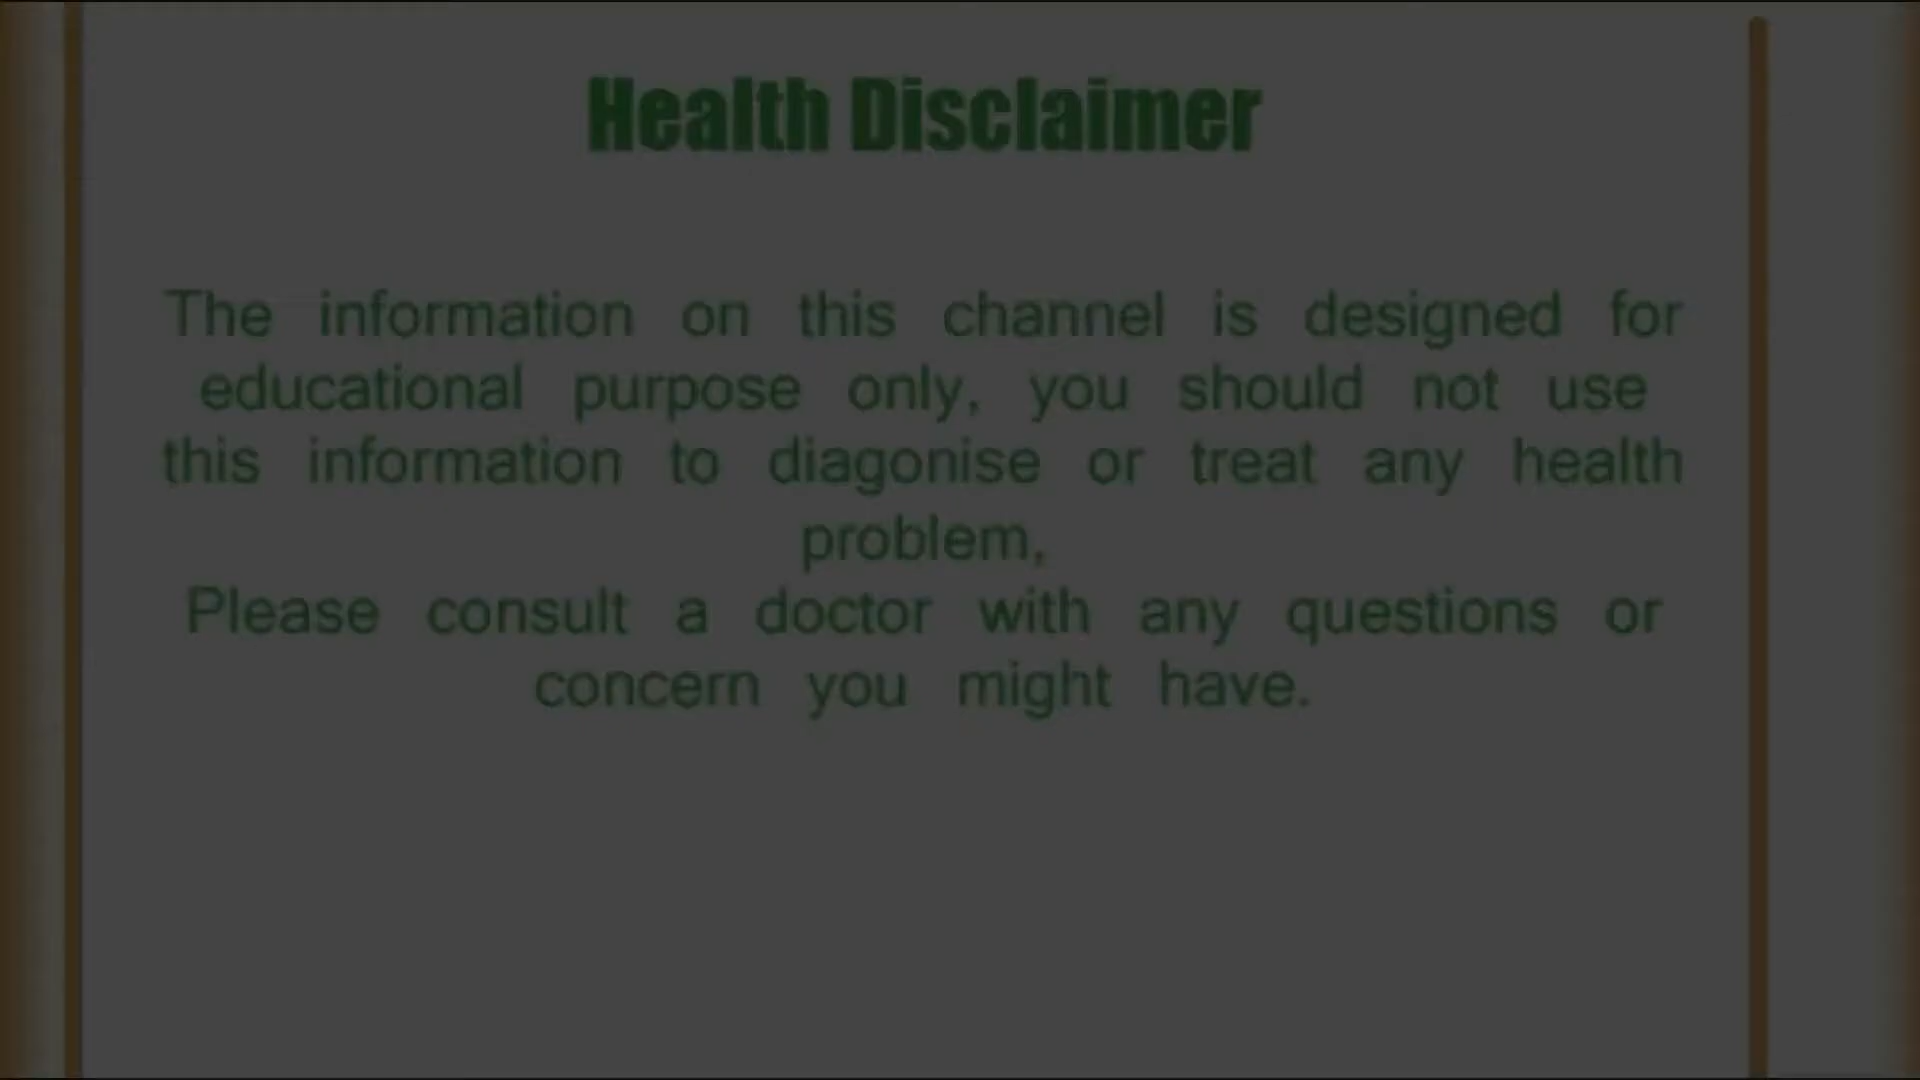 Health Disclaimer
The information on this channel is designed for
educational purpose only, you should not use
this information to diagonise or treat any health
problem,
Please consult a doctor with any questions or
concern you might have.